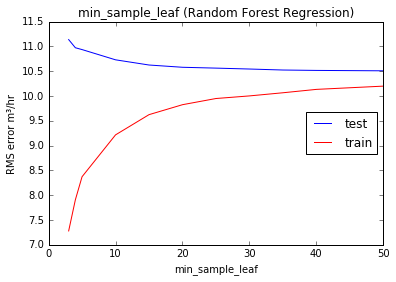 min_sample_leaf (Random Forest Regression)
11.5
11.0
10.5
10.0
9.5
9.0
8.5
8.0
7.5
7.0
RMS error m³/hr
test
train
0 10 20 30 40 50
min_sample_leaf